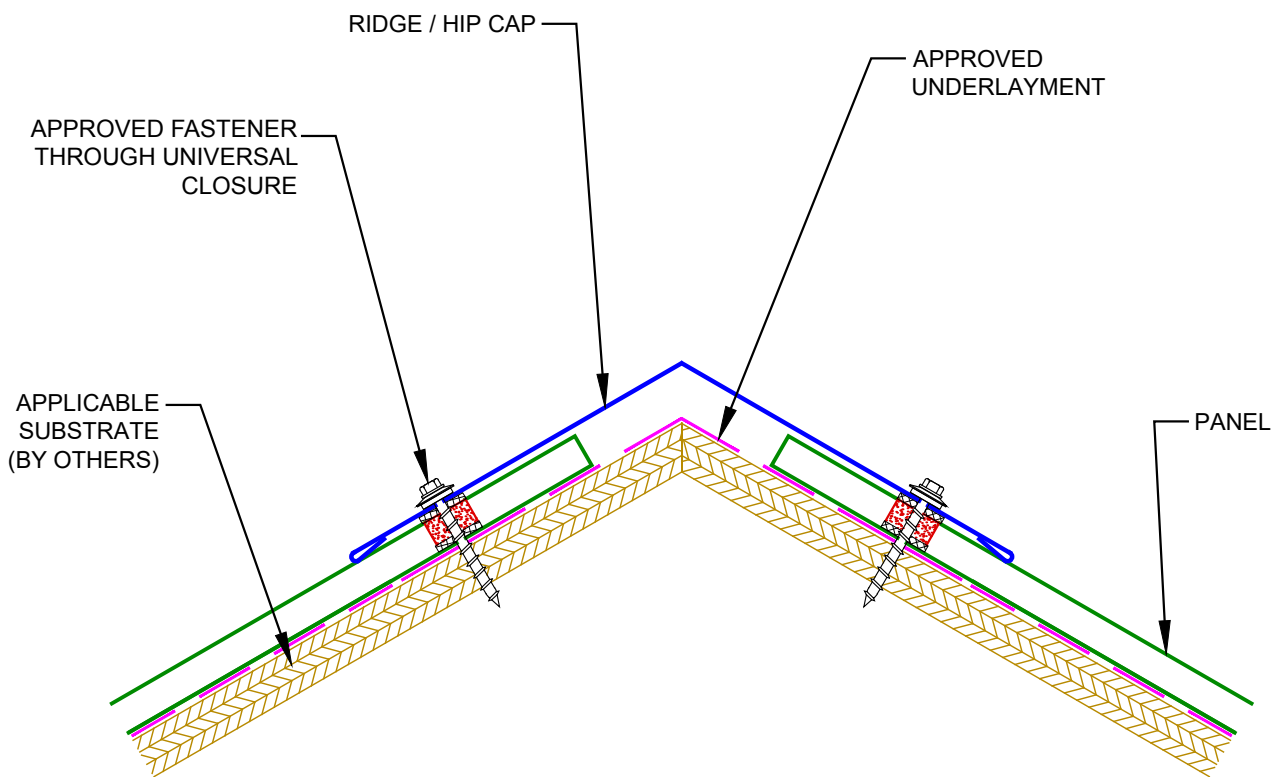 RIDGE / HIP CAP
APPROVED
UNDERLAYMENT
APPROVED FASTENER
THROUGH UNIVERSAL
CLOSURE
APPLICABLE
SUBSTRATE
(BY OTHERS)
PANEL